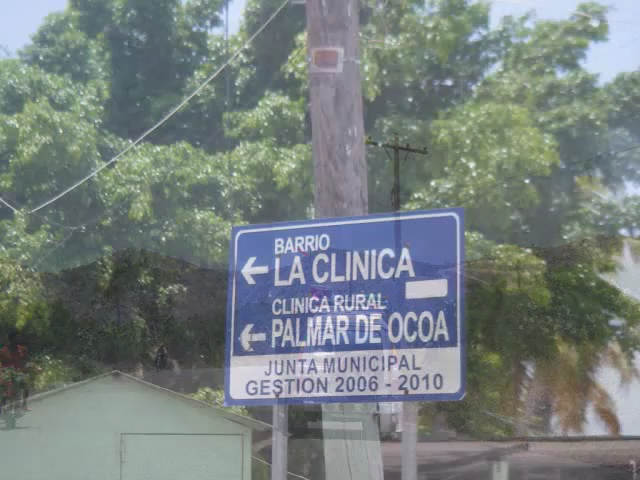 BARRIO
LA CLINICA
CLINICA RURAL
PALMAR DE OCOA
JUNTA MUNICIPAL
GESTION 2006 - 2010